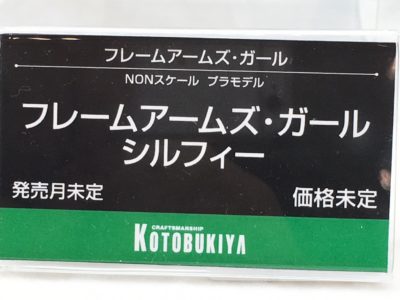 フレームアームズ・ガール
NONスケール プラモデル
フレームアームズ・ガール
シルフィー
発売月未定 価格未定
CRAFTSMANSHIP
KOTOBUKIYA